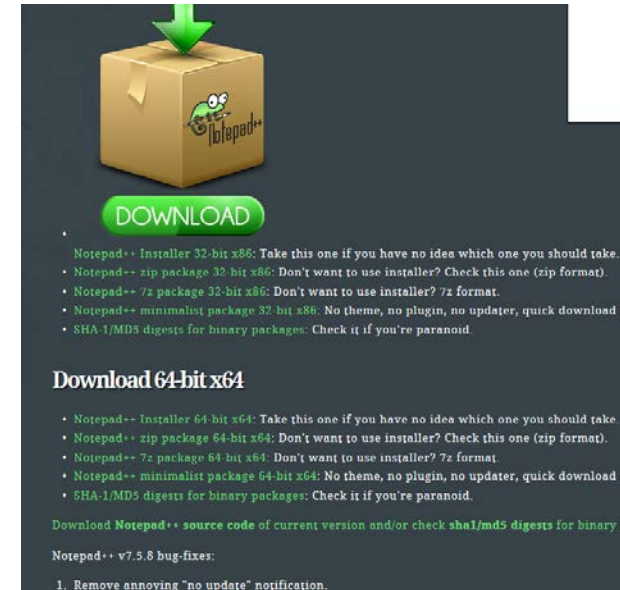 Notepad++
DOWNLOAD
Notepad++ Installer 32-bit x86: Take this one if you have no idea which one you should take.
• Notepad++ zip package 32-bit x86: Don't want to use installer? Check this one (zip format).
• Notepad++ 7z package 32-bit x86: Don't want to use installer? 7z format.
• Notepad++ minimalist package 32-bit x86: No theme, no plugin, no updater, quick download
• SHA-1/MD5 digests for binary packages: Check it if you're paranoid.
Download 64-bit x64
• Notepad++ Installer 64-bit x64: Take this one if you have no idea which one you should take.
• Notepad++ zip package 64-bit x64: Don't want to use installer? Check this one (zip format).
• Notepad++ 7z package 64-bit x64: Don't want to use installer? 7z format.
• Notepad++ minimalist package 64-bit x64: No theme, no plugin, no updater, quick download
• SHA-1/MD5 digests for binary packages: Check it if you're paranoid.
Download Notepad++ source code of current version and/or check sha1/md5 digests for binary
Notepad++ v7.5.8 bug-fixes:
1. Remove annoying "no update" notification.